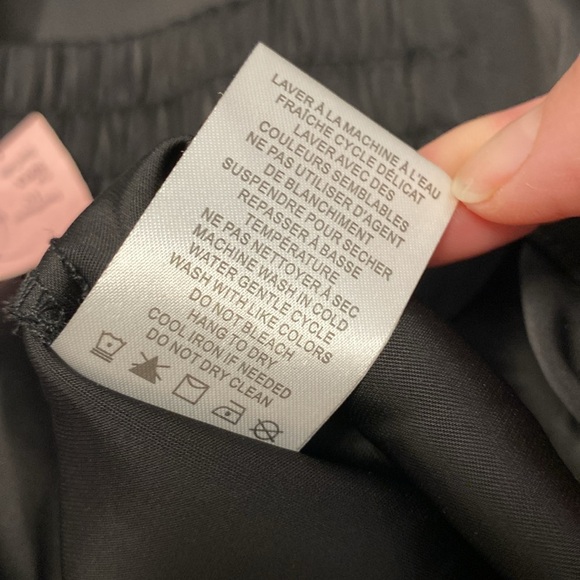 LAVER À LA MACHINE À L'EAU
FRAÎCHE CYCLE DÉLICAT
LAVER AVEC DES
COULEURS SEMBLABLES
NE PAS UTILISER D'AGENT
DE BLANCHIMENT
SUSPENDRE POUR SÉCHER
REPASSER À BASSE
TEMPÉRATURE
NE PAS NETTOYER À SEC
MACHINE WASH IN COLD
WATER GENTLE CYCLE
WASH WITH LIKE COLORS
DO NOT BLEACH
HANG TO DRY
COOL IRON IF NEEDED
DO NOT DRY CLEAN